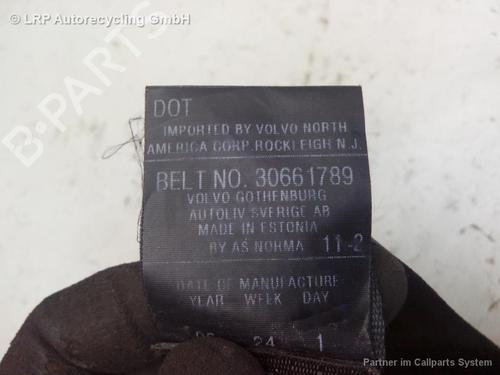 © LRP Autorecycling GmbH
DOT
IMPORTED BY VOLVO NORTH
AMERICA CORP.ROCKLEIGH N.J.
BELT NO. 30661789
VOLVO GOTHENBURG
AUTOLIV SVERIGE AB
MADE IN ESTONIA
BY AS NORMA 11-2
DATE OF MANUFACTURE
YEAR WEEK DAY
24 1
Partner im Callparts System